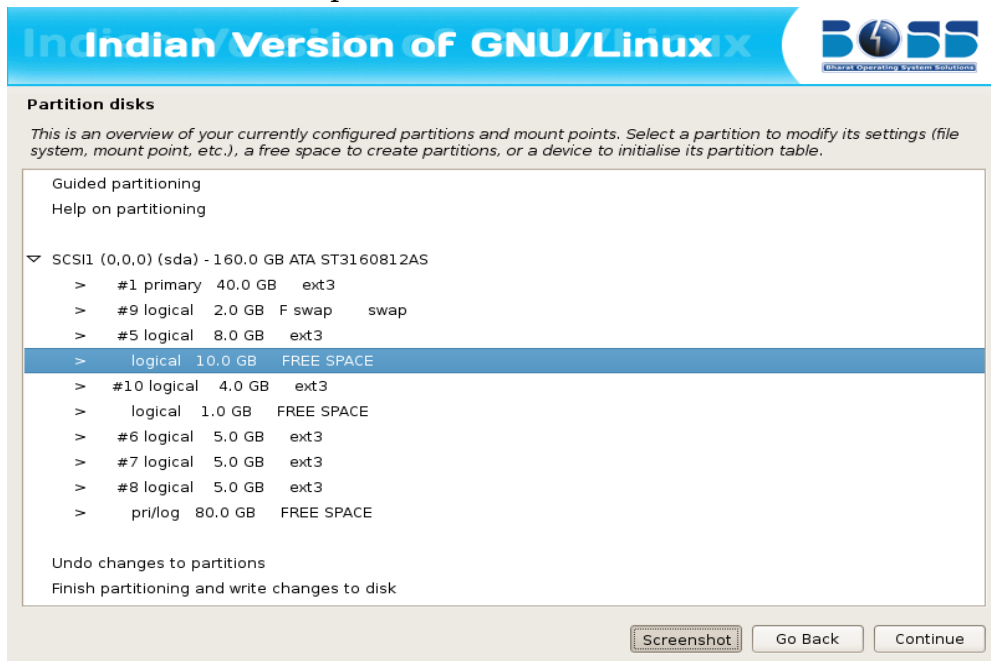 Indian Version of GNU/Linux
BOSS
Bharat Operating System Solutions
Partition disks
This is an overview of your currently configured partitions and mount points. Select a partition to modify its settings (file
system, mount point, etc.), a free space to create partitions, or a device to initialise its partition table.
Guided partitioning
Help on partitioning
SCSI1 (0,0,0) (sda) - 160.0 GB ATA ST3160812AS
> #1 primary 40.0 GB ext3
> #9 logical 2.0 GB F swap swap
> #5 logical 8.0 GB ext3
> logical 10.0 GB FREE SPACE
> #10 logical 4.0 GB ext3
> logical 1.0 GB FREE SPACE
> #6 logical 5.0 GB ext3
> #7 logical 5.0 GB ext3
> #8 logical 5.0 GB ext3
> pri/log 80.0 GB FREE SPACE
Undo changes to partitions
Finish partitioning and write changes to disk
Screenshot Go Back Continue